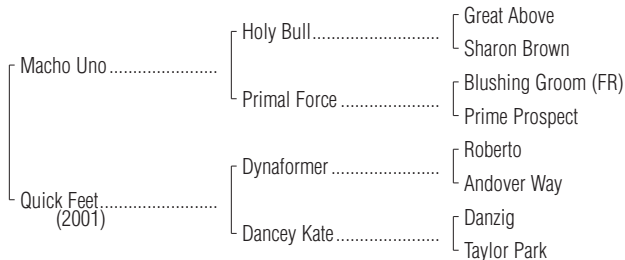 Great Above
Holy Bull
Sharon Brown
Macho Uno
Blushing Groom (FR)
Primal Force
Prime Prospect
Roberto
Dynaformer
Andover Way
Quick Feet
(2001)
Danzig
Dancey Kate
Taylor Park